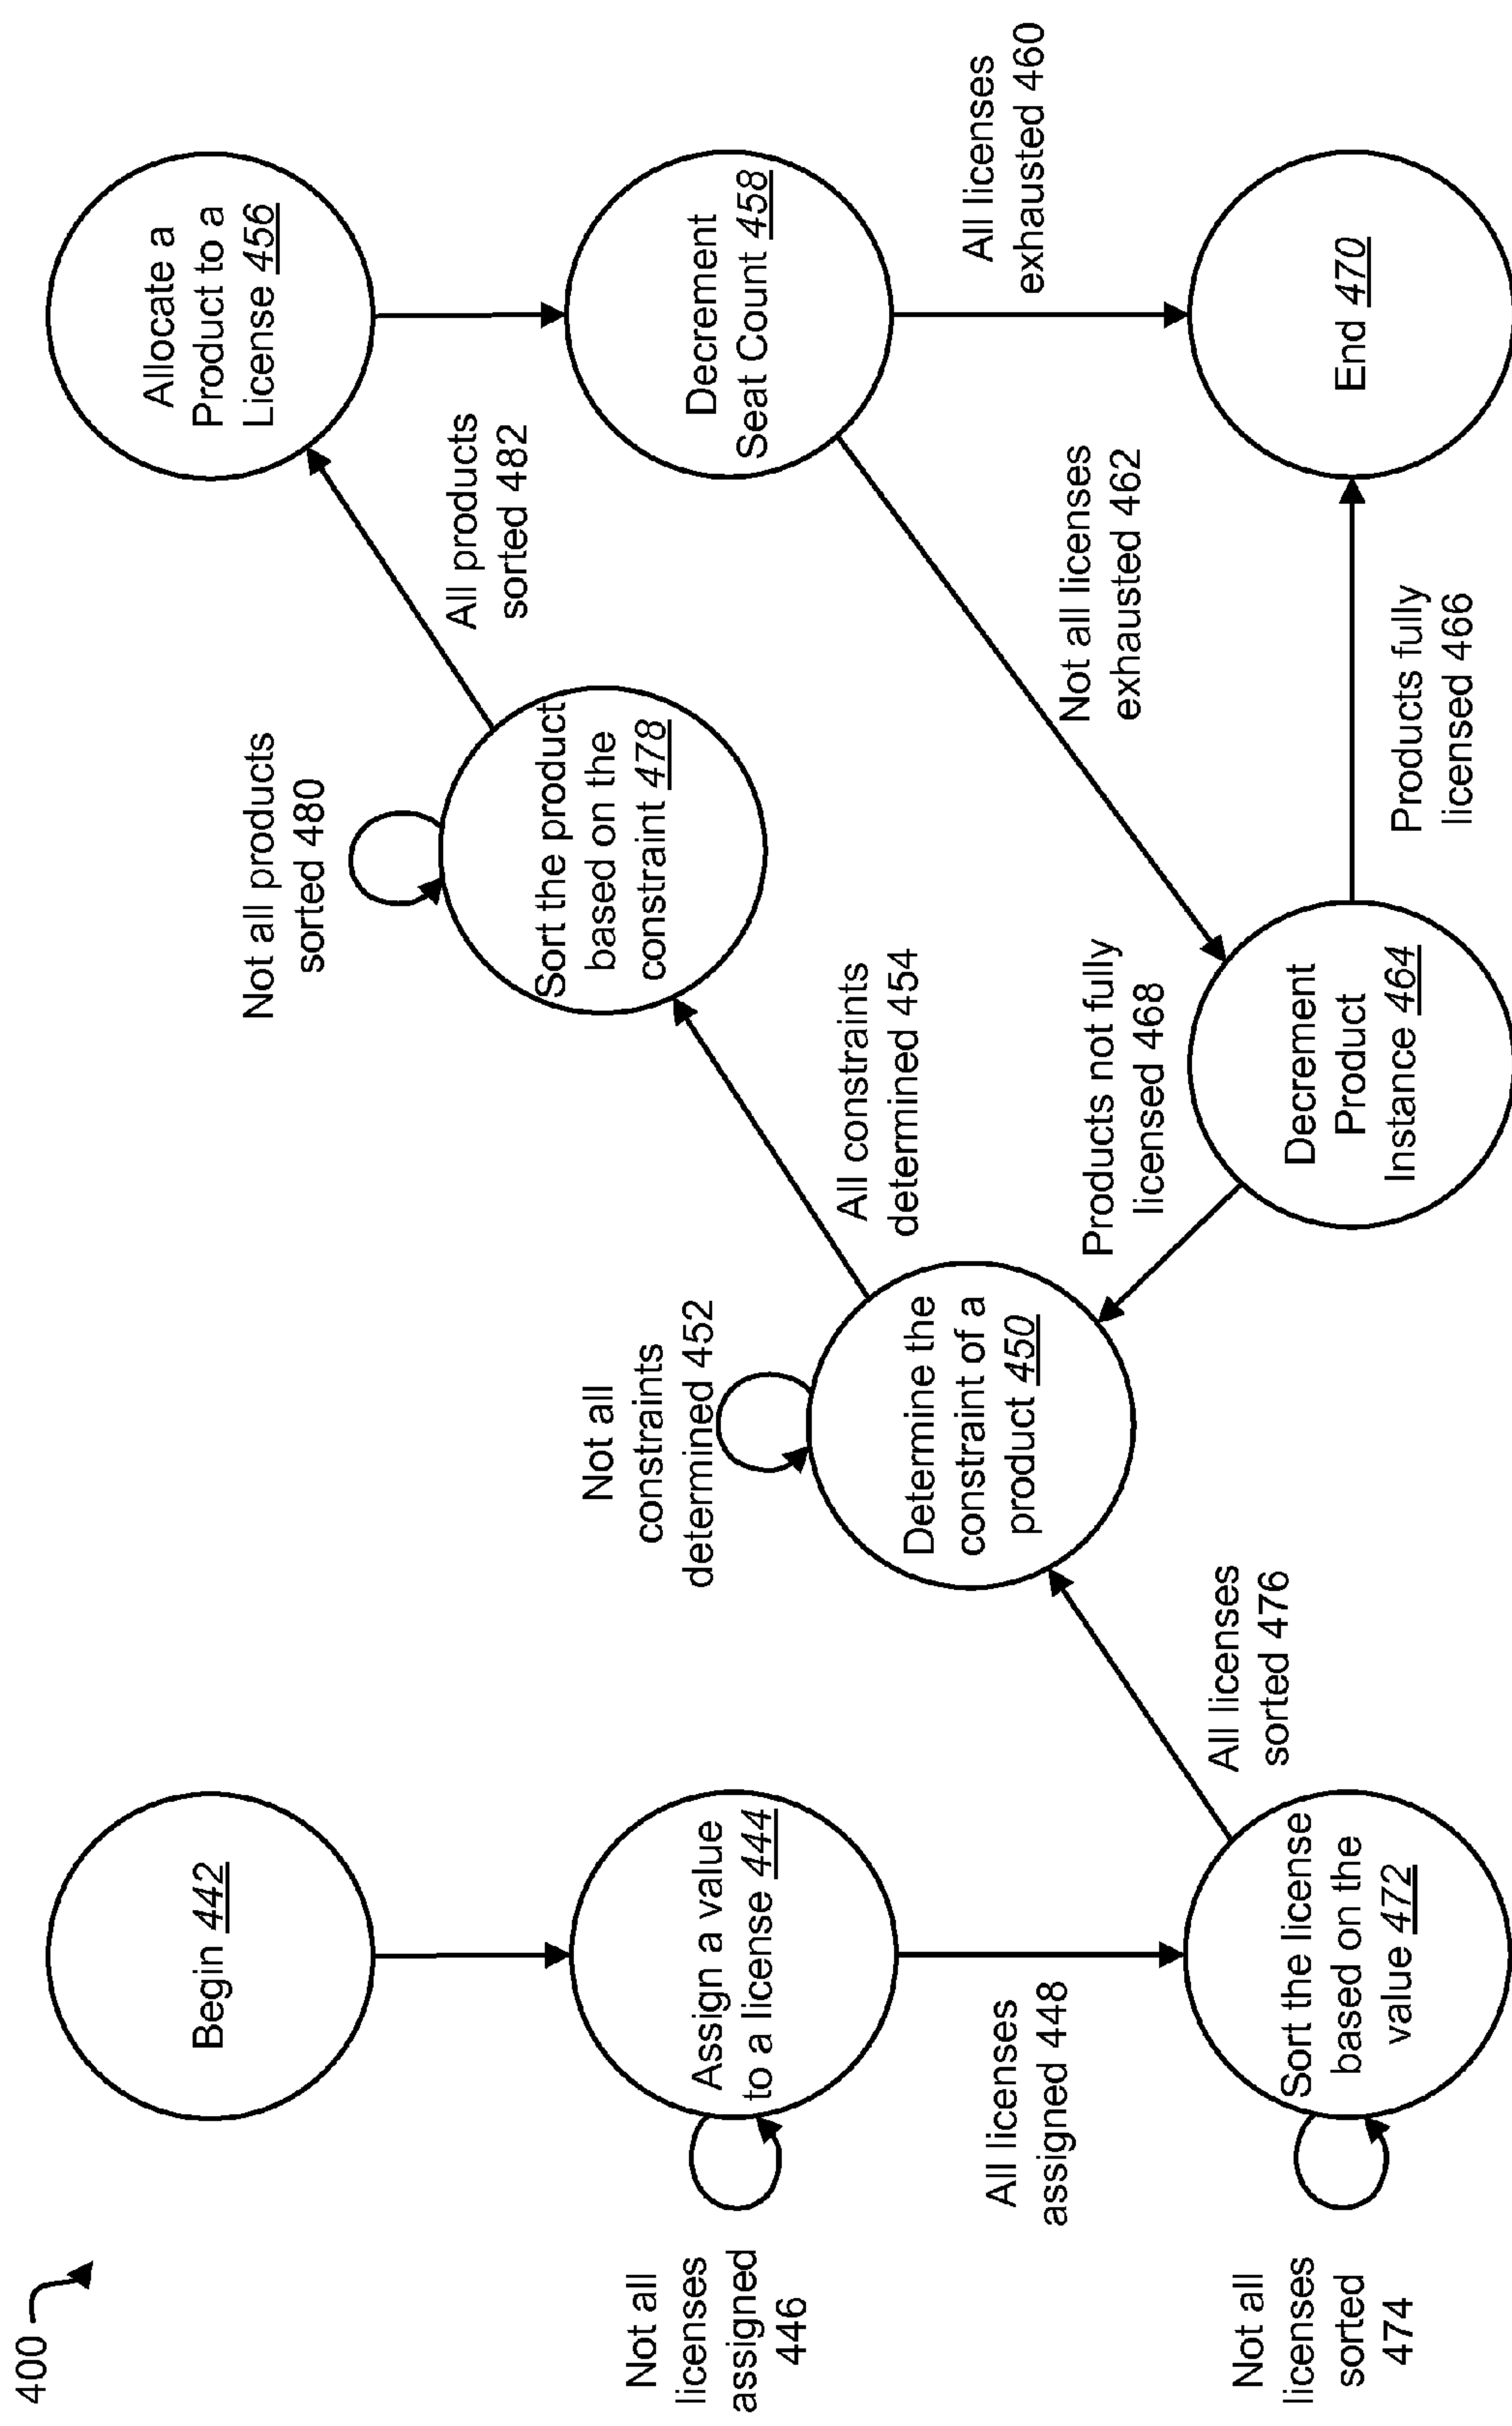 400
Begin 442
Not all
licenses
assigned
446
Assign a value
to a license 444
All licenses
assigned 448
Not all
licenses
sorted
474
Sort the license
based on the
value 472
All licenses
sorted 476
Not all
constraints
determined 452
Determine the
constraint of a
product 450
All constraints
determined 454
Not all products
sorted 480
Sort the product
based on the
constraint 478
All products
sorted 482
Allocate a
Product to a
License 456
Decrement
Seat Count 458
All licenses
exhausted 460
Not all licenses
exhausted 462
Products not fully
licensed 468
Decrement
Product
Instance 464
Products fully
licensed 466
End 470